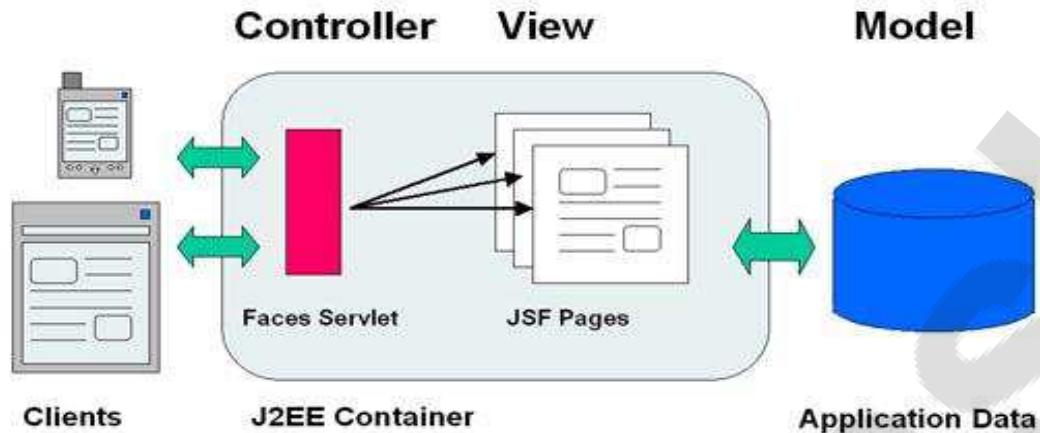 Controller View Model
Faces Servlet JSF Pages
Clients J2EE Container Application Data